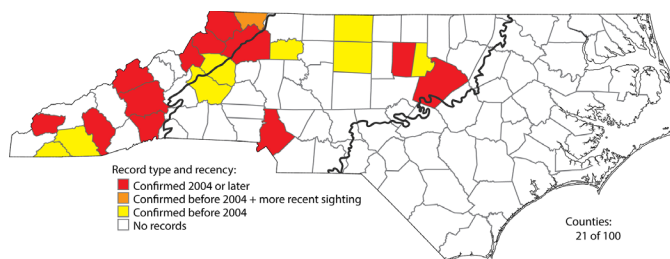 Record type and recency:
Confirmed 2004 or later
Confirmed before 2004 + more recent sighting
Confirmed before 2004
No records
Counties:
21 of 100